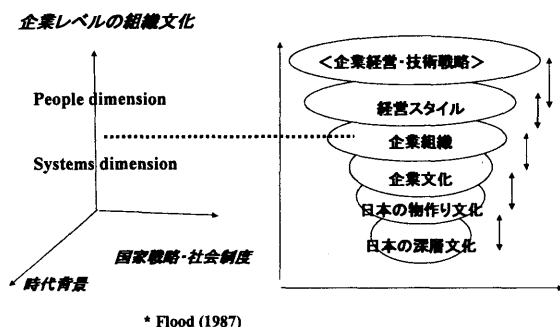 企業レベルの組織文化
People dimension
Systems dimension
国家戦略・社会制度
時代背景
* Flood (1987)
<企業経営・技術戦略>
経営スタイル
企業組織
企業文化
日本の物作り文化
日本の深層文化